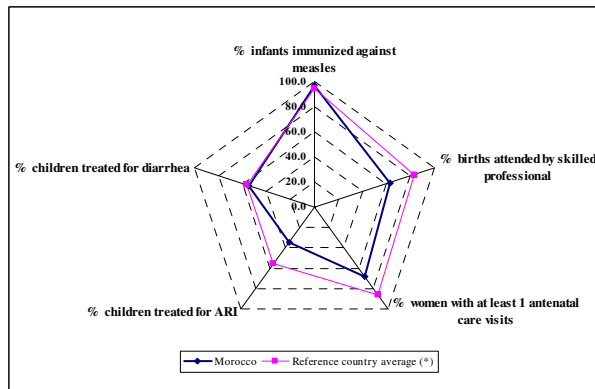 % infants immunized against
measles
100.0
80.0
60.0
40.0
20.0
0.0
% births attended by skilled
professional
% women with at least 1 antenatal
care visits
% children treated for ARI
% children treated for diarrhea
Morocco
Reference country average (*)